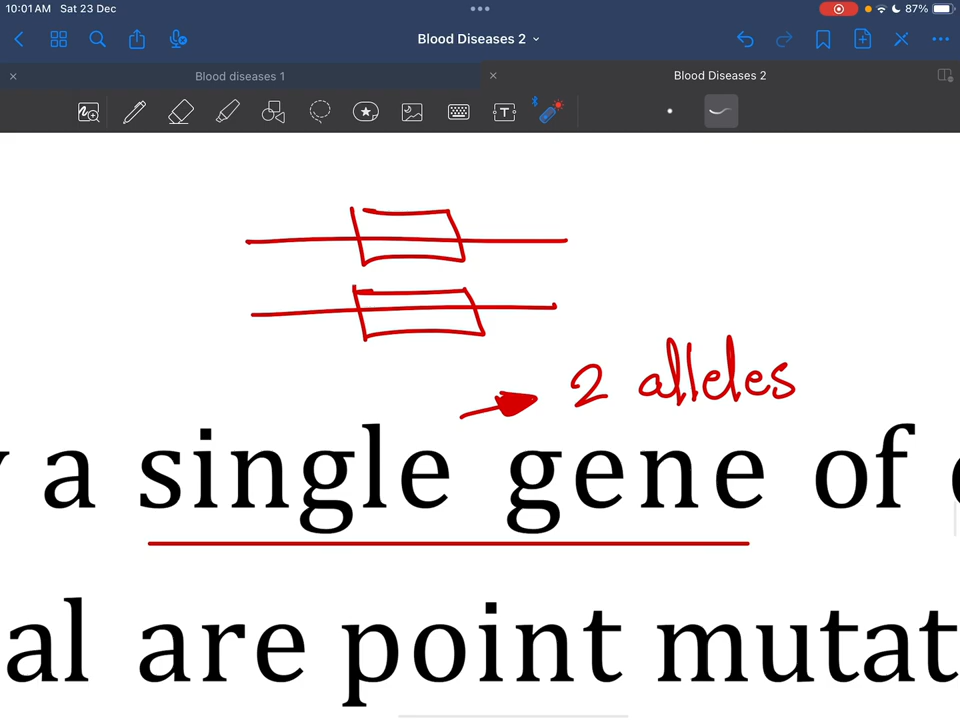 10:01 AM Sat 23 Dec
87%
Blood Diseases 2
Blood diseases 1
Blood Diseases 2
T
2 alleles
a single gene of
al are point mutat